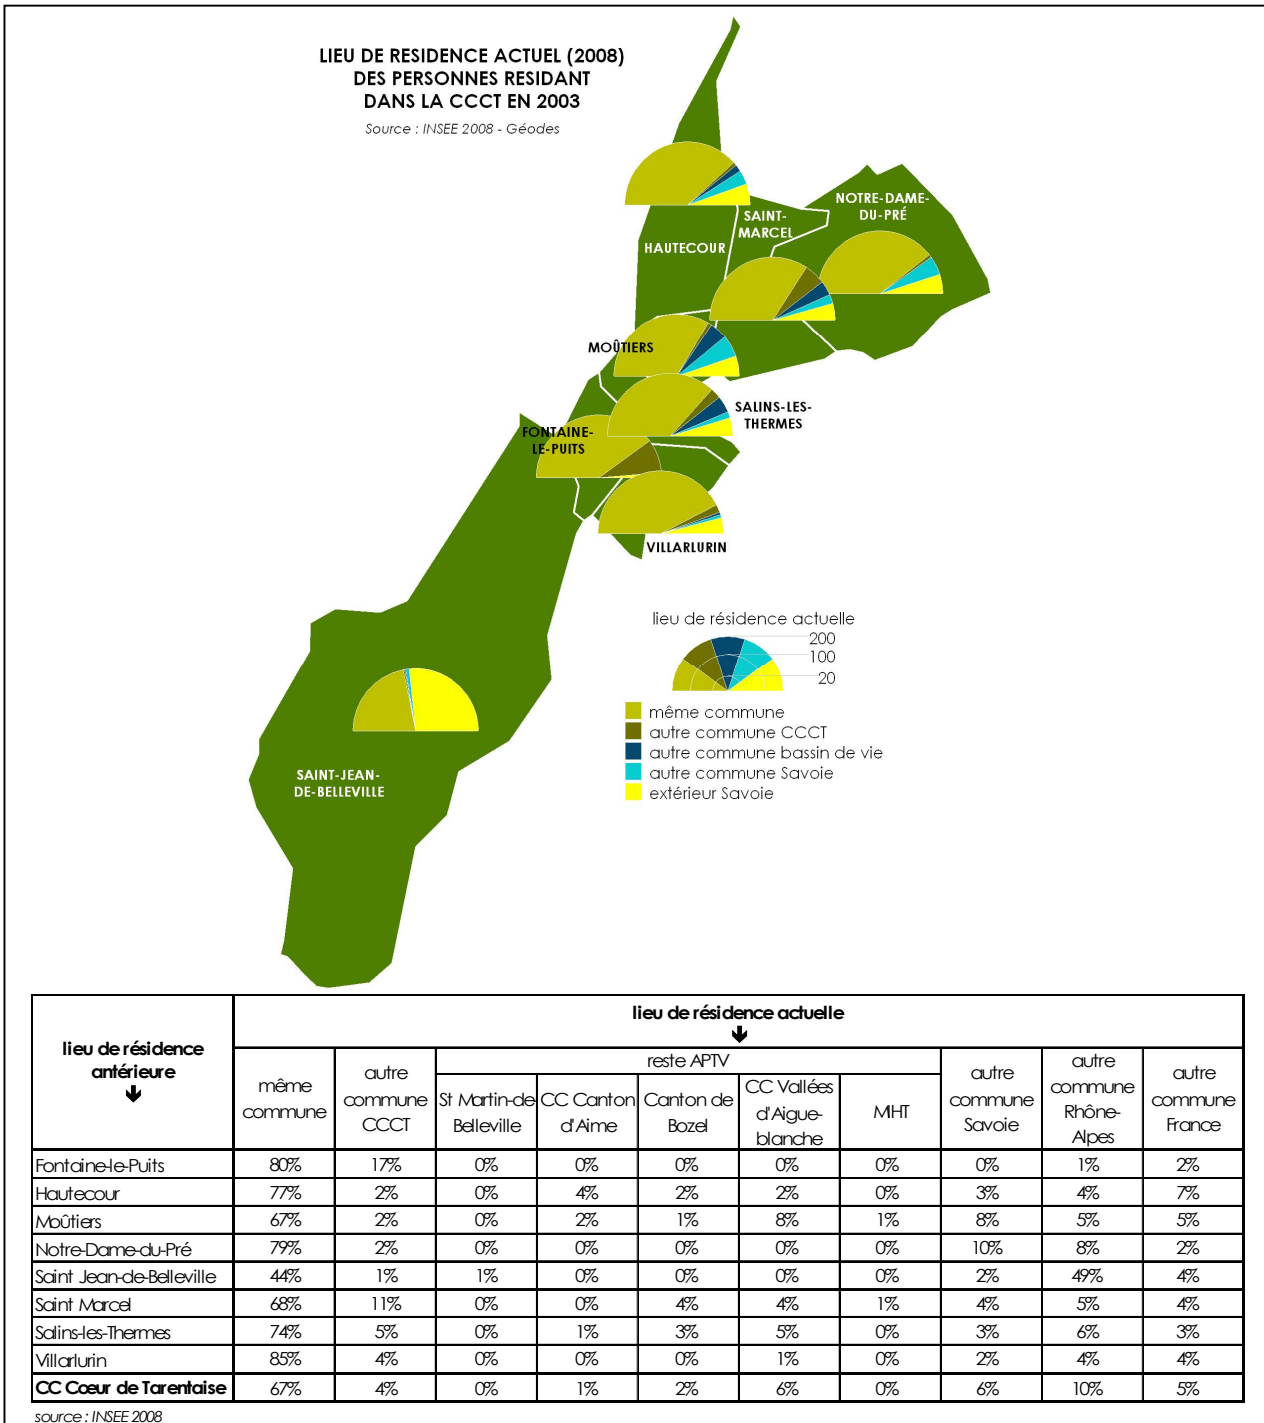 LIEU DE RESIDENCE ACTUEL (2008)
DES PERSONNES RESIDANT
DANS LA CCCT EN 2003
Source : INSEE 2008 - Géodes
NOTRE-DAME-
DU-PRÉ
SAINT-
MARCEL
HAUTECOUR
MOÛTIERS
SALINS-LES-
THERMES
FONTAINE-
LE-PUITS
VILLARLURIN
SAINT-JEAN-
DE-BELLEVILLE
lieu de résidence actuelle
200
100
20
même commune
autre commune CCCT
autre commune bassin de vie
autre commune Savoie
extérieur Savoie
lieu de résidence
antérieure
lieu de résidence actuelle
même
commune
autre
commune
CCCT
reste APTV
St Martin-de
Belleville
CC Canton
d'Aime
Canton de
Bozel
CC Vallées
d'Aigue-
blanche
MHT
autre
commune
Savoie
autre
commune
Rhône-
Alpes
autre
commune
France
Fontaine-le-Puits 80% 17% 0% 0% 0% 0% 0% 0% 1% 2%
Hautecour 77% 2% 0% 4% 2% 2% 0% 3% 4% 7%
Moûtiers 67% 2% 0% 2% 1% 8% 1% 8% 5% 5%
Notre-Dame-du-Pré 79% 2% 0% 0% 0% 0% 0% 10% 8% 2%
Saint Jean-de-Belleville 44% 1% 1% 0% 0% 0% 0% 2% 49% 4%
Saint Marcel 68% 11% 0% 0% 4% 4% 1% 4% 5% 4%
Salins-les-Thermes 74% 5% 0% 1% 3% 5% 0% 3% 6% 3%
Villarlurin 85% 4% 0% 0% 0% 1% 0% 2% 4% 4%
CC Cœur de Tarentaise 67% 4% 0% 1% 2% 6% 0% 6% 10% 5%
source : INSEE 2008